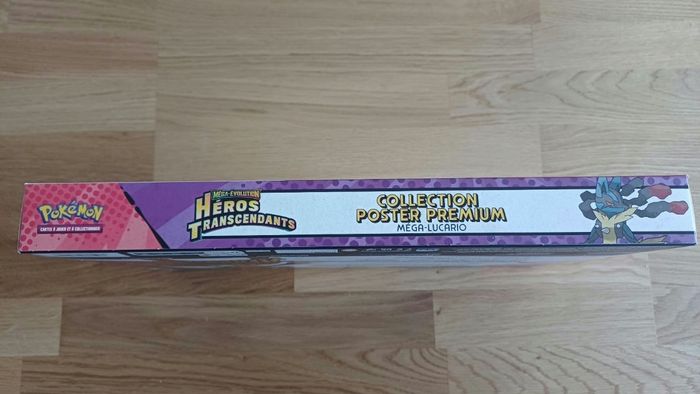 Pokémon
CARTES À JOUER ET À COLLECTIONNER
MÉGA-ÉVOLUTION
HÉROS
TRANSCENDANTS
COLLECTION
POSTER PREMIUM
MÉGA-LUCARIO